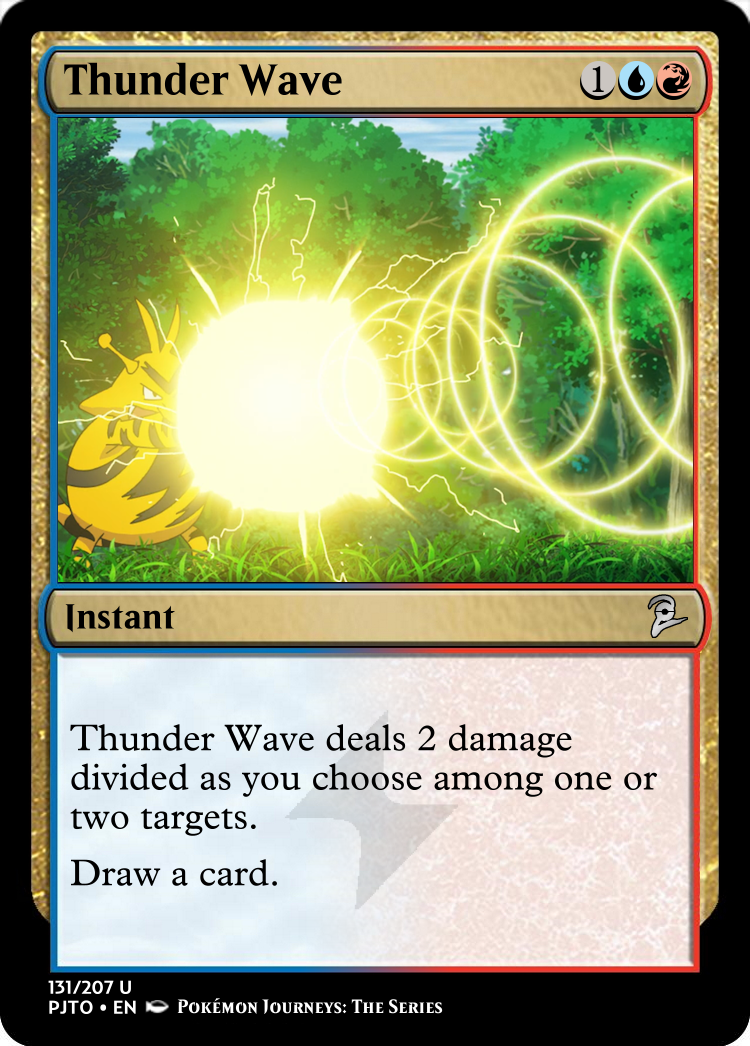 Thunder Wave 1
Instant
Thunder Wave deals 2 damage
divided as you choose among one or
two targets.
Draw a card.
131/207 U
PJTO • EN Pokémon Journeys: The Series